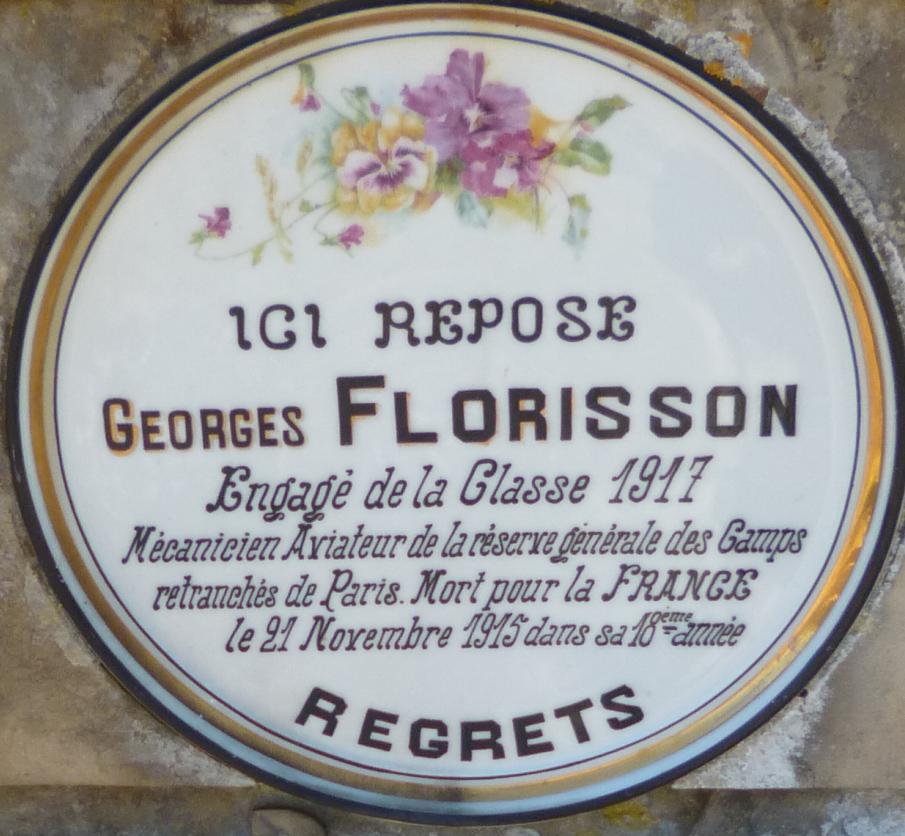 ICI REPOSE
GEORGES FLORISSON
Engagé de la Classe 1917
Mécanicien Aviateur de la réserve générale des Camps
retranchés de Paris. Mort pour la FRANCE
le 21 Novembre 1915 dans sa 18ème année
REGRETS